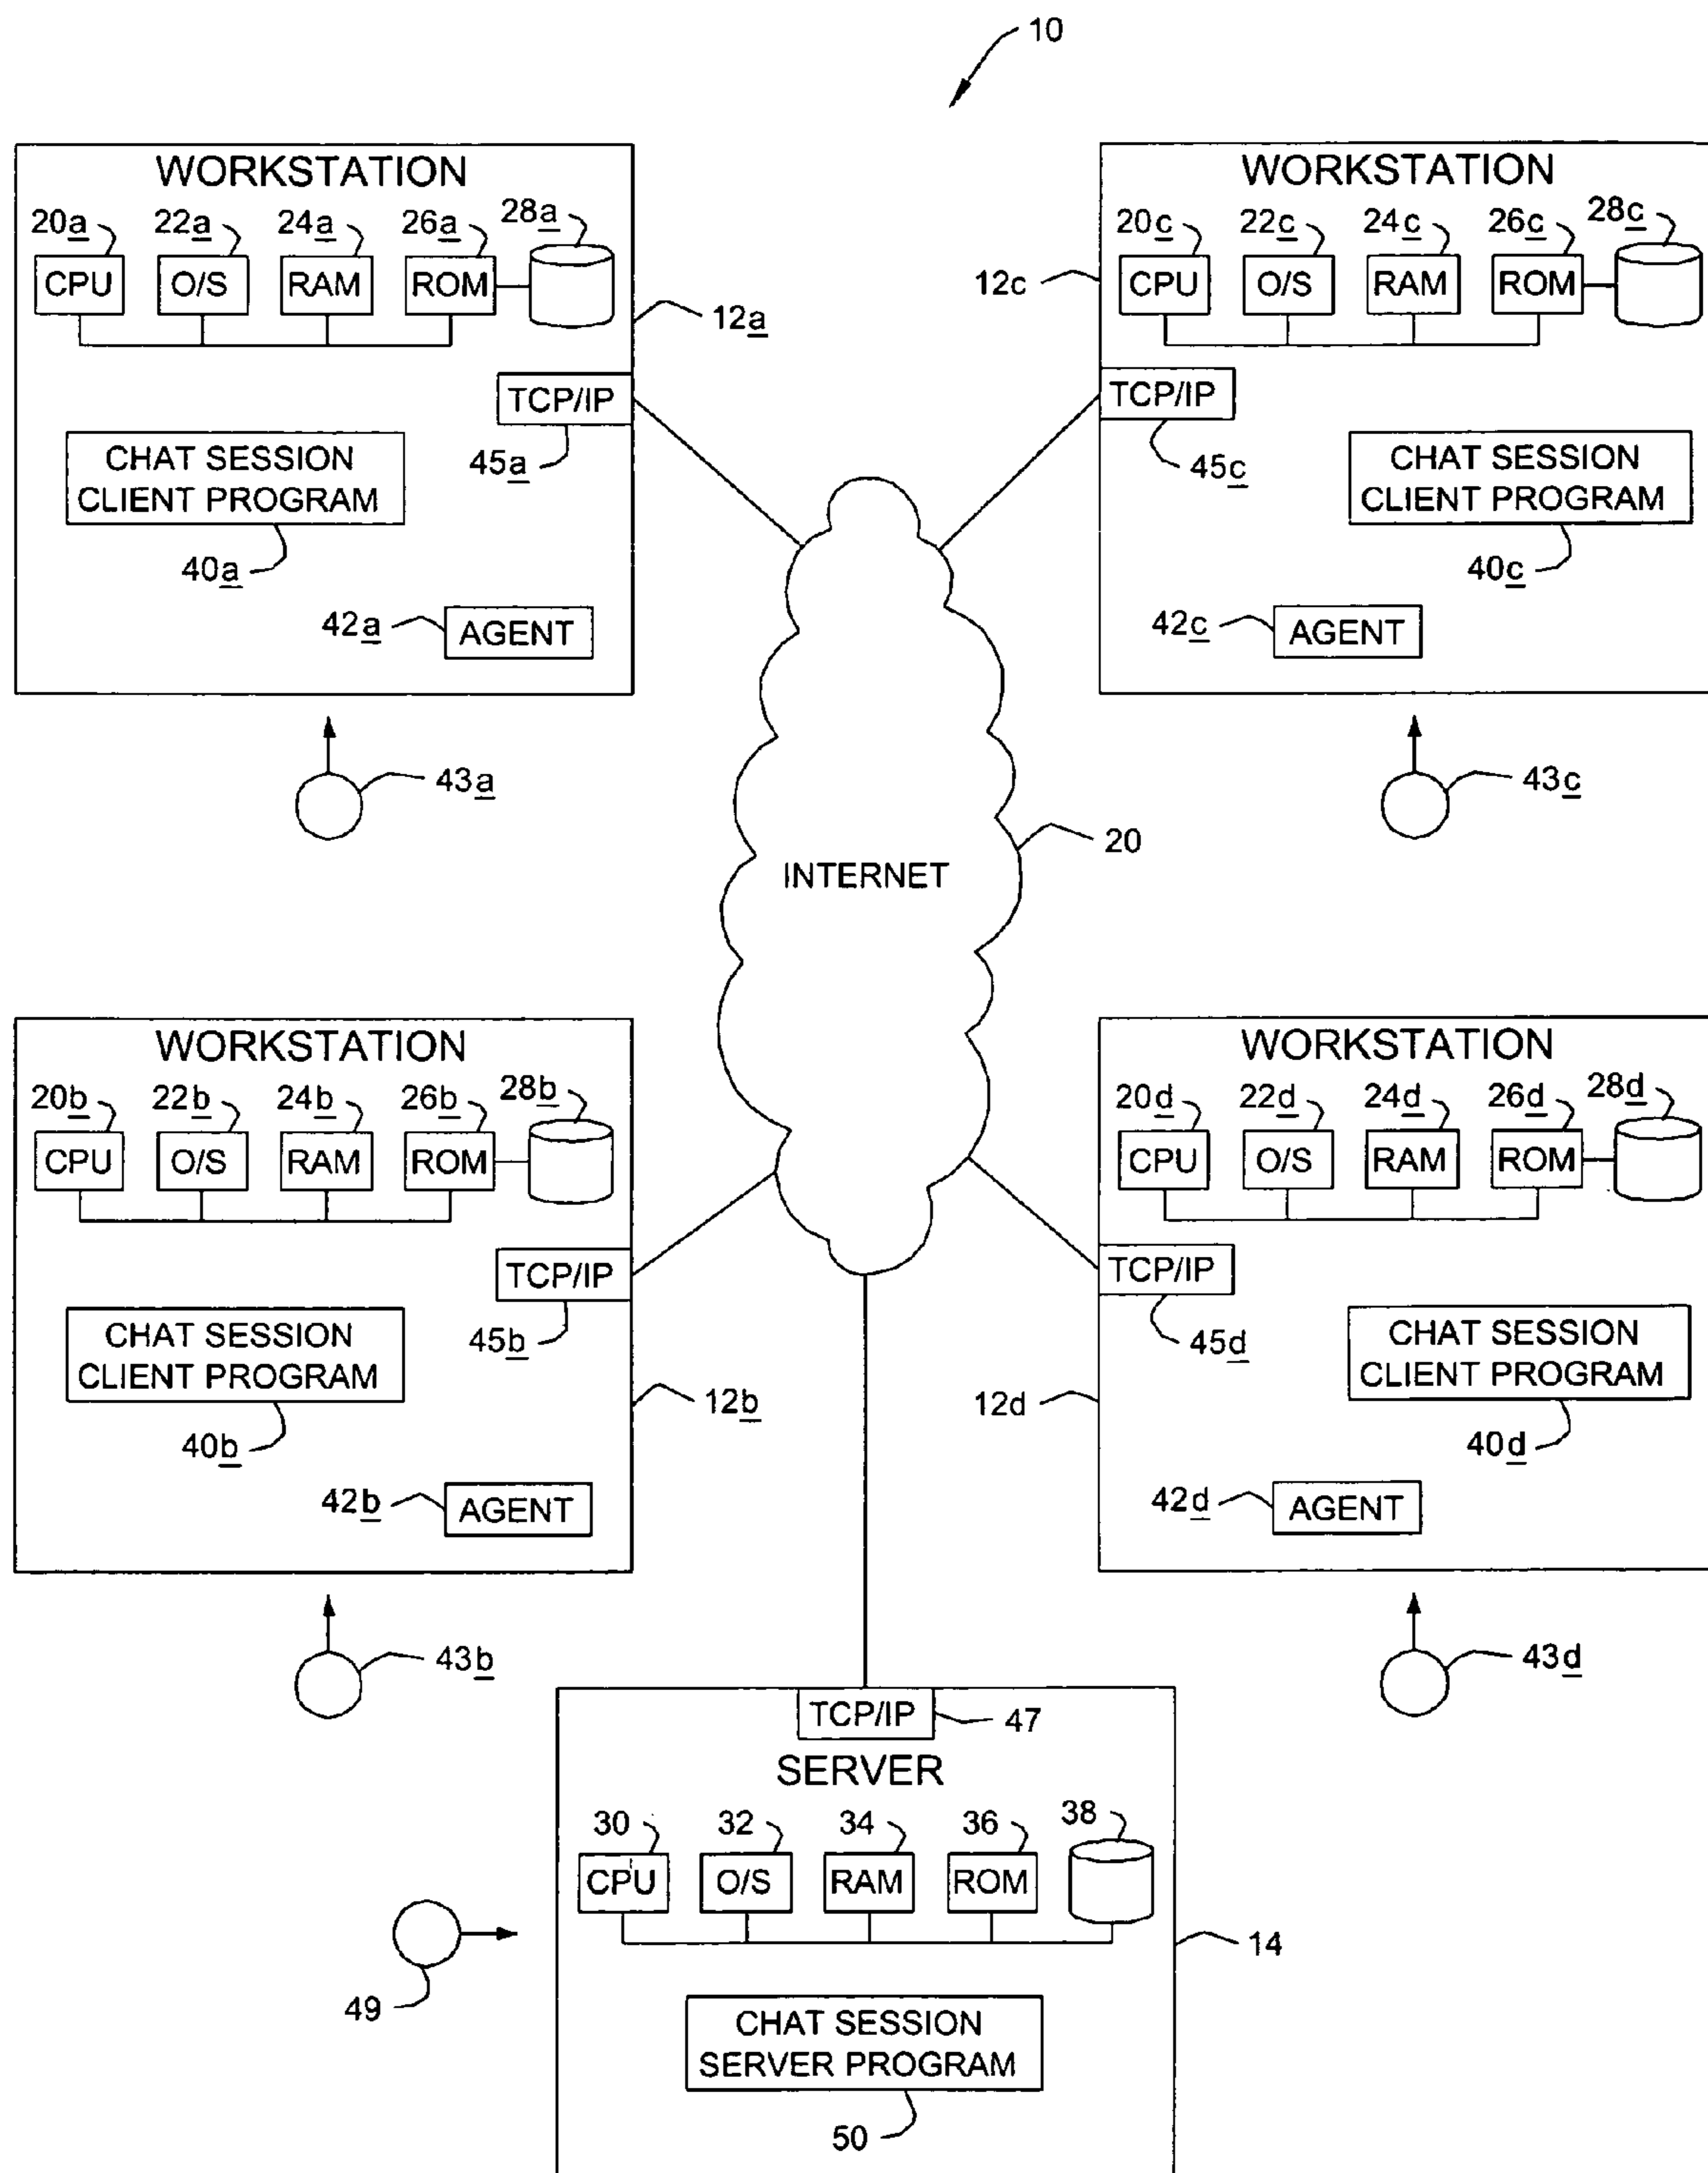 10
WORKSTATION
20a 22a 24a 26a 28a
CPU O/S RAM ROM
12a
TCP/IP
45a
CHAT SESSION
CLIENT PROGRAM
40a
42a AGENT
43a
WORKSTATION
20c 22c 24c 26c 28c
CPU O/S RAM ROM
12c
TCP/IP
45c
CHAT SESSION
CLIENT PROGRAM
40c
42c AGENT
43c
INTERNET
20
WORKSTATION
20b 22b 24b 26b 28b
CPU O/S RAM ROM
TCP/IP
45b
CHAT SESSION
CLIENT PROGRAM
12b
40b
42b AGENT
43b
WORKSTATION
20d 22d 24d 26d 28d
CPU O/S RAM ROM
TCP/IP
45d
CHAT SESSION
CLIENT PROGRAM
12d
40d
42d AGENT
43d
TCP/IP 47
SERVER
30 32 34 36 38
CPU O/S RAM ROM
14
49
CHAT SESSION
SERVER PROGRAM
50